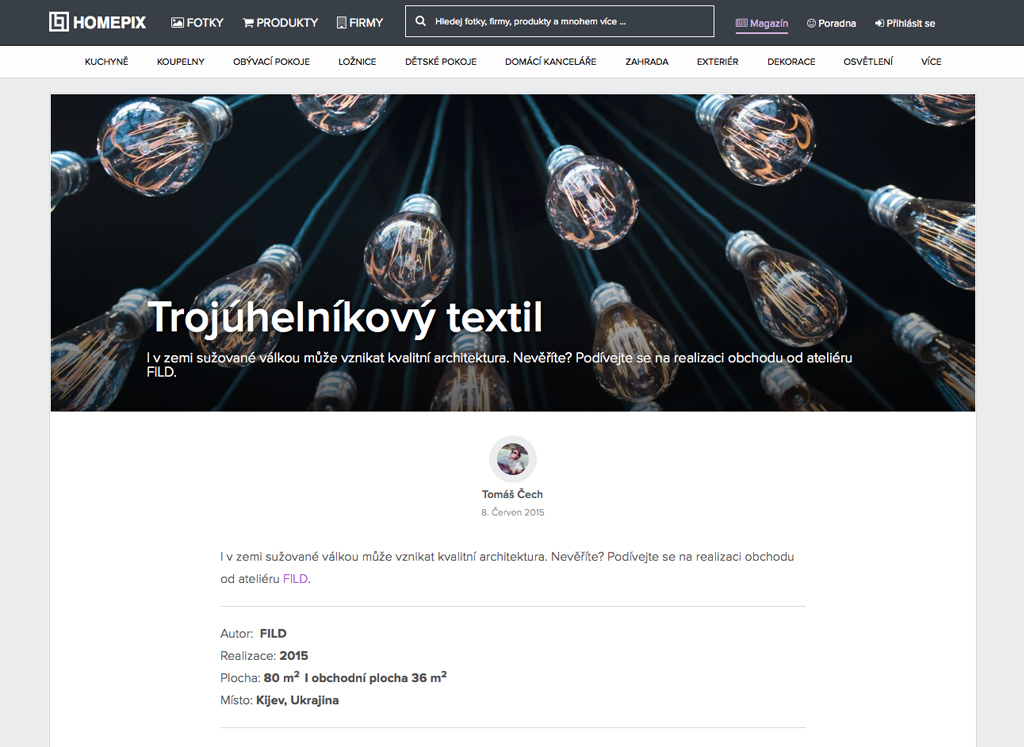 HOMEPIX FOTKY PRODUKTY FIRMY Hledej fotky, firmy, produkty a mnohem více ... Magazín Poradna Přihlásit se
KUCHYNĚ KOUPELNY OBÝVACÍ POKOJE LOŽNICE DĚTSKÉ POKOJE DOMÁCÍ KANCELÁŘE ZAHRADA EXTERIÉR DEKORACE OSVĚTLENÍ VÍCE
Trojúhelníkový textil
I v zemi sužované válkou může vznikat kvalitní architektura. Nevěříte? Podívejte se na realizaci obchodu od ateliéru
FILD.
Tomáš Čech
8. Červen 2015
I v zemi sužované válkou může vznikat kvalitní architektura. Nevěříte? Podívejte se na realizaci obchodu
od ateliéru FILD.
Autor: FILD
Realizace: 2015
Plocha: 80 m² I obchodní plocha 36 m²
Místo: Kijev, Ukrajina